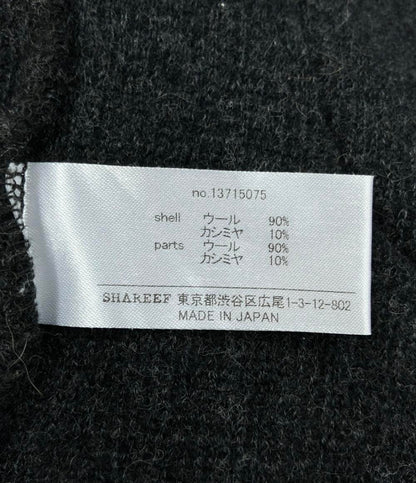 no.13715075
shell ウール 90%
カシミヤ 10%
parts ウール 90%
カシミヤ 10%
SHAREEF 東京都渋谷区広尾1-3-12-802
MADE IN JAPAN